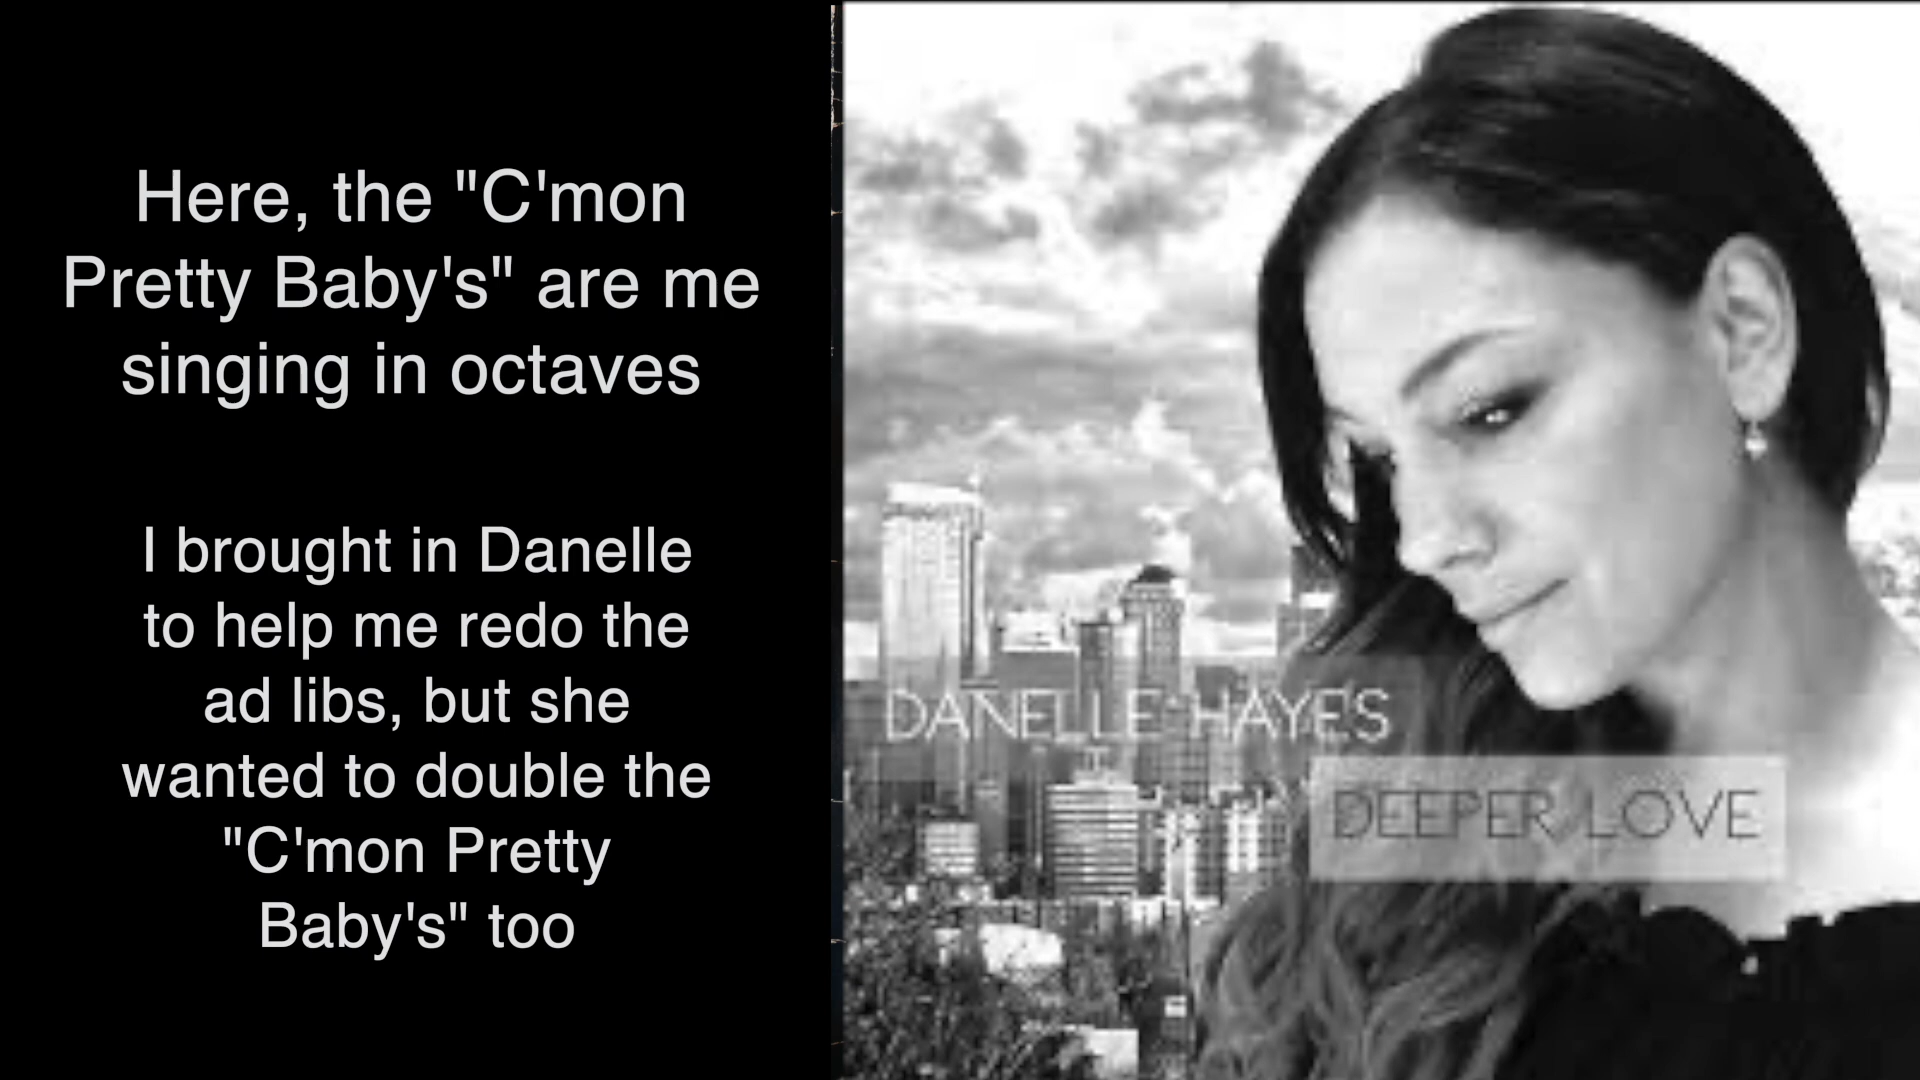 Here, the "C'mon
Pretty Baby's" are me
singing in octaves
I brought in Danelle
to help me redo the
ad libs, but she
wanted to double the
"C'mon Pretty
Baby's" too
DANELLE HAYES
DEEPER LOVE